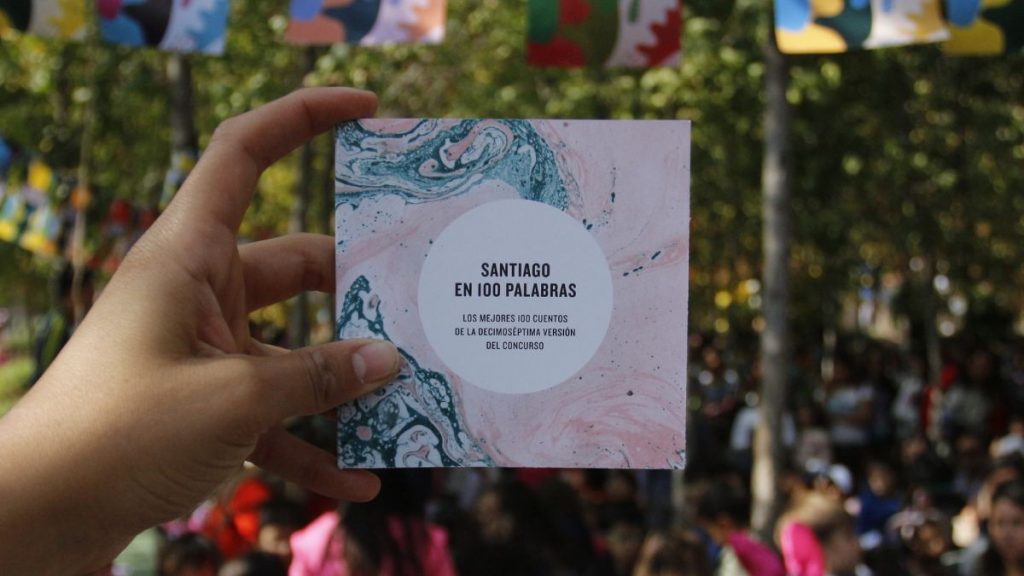 SANTIAGO
EN 100 PALABRAS
LOS MEJORES 100 CUENTOS
DE LA DECIMOSÉPTIMA VERSIÓN
DEL CONCURSO